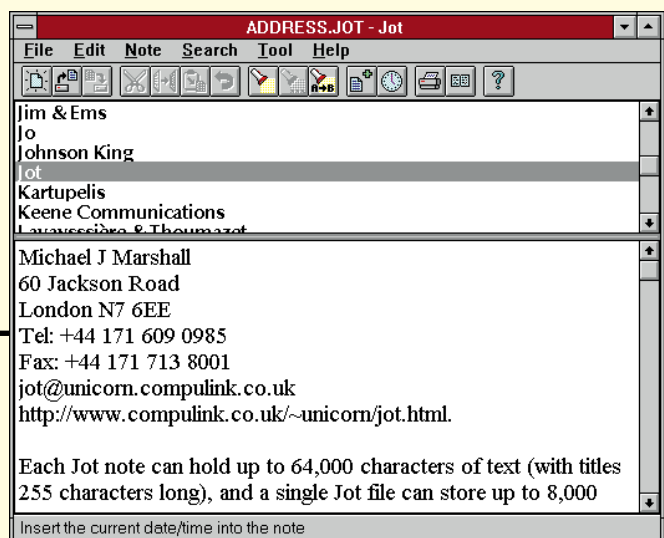 ADDRESS.JOT - Jot
File Edit Note Search Tool Help
A→B ?
Jim & Ems
Jo
Johnson King
Jot
Kartupelis
Keene Communications
Michael J Marshall
60 Jackson Road
London N7 6EE
Tel: +44 171 609 0985
Fax: +44 171 713 8001
jot@unicorn.compulink.co.uk
http://www.compulink.co.uk/~unicorn/jot.html.
Each Jot note can hold up to 64,000 characters of text (with titles
255 characters long), and a single Jot file can store up to 8,000
Insert the current date/time into the note